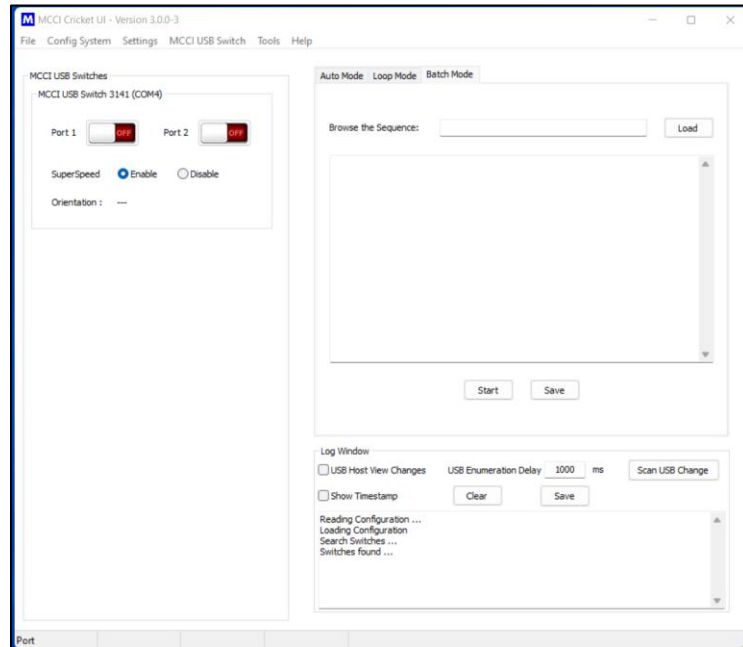 M MCCI Cricket UI - Version 3.0.0-3
File Config System Settings MCCI USB Switch Tools Help
MCCI USB Switches
MCCI USB Switch 3141 (COM4)
Port 1 OFF Port 2 OFF
SuperSpeed Enable Disable
Orientation : ---
Auto Mode Loop Mode Batch Mode
Browse the Sequence: Load
Start Save
Log Window
USB Host View Changes USB Enumeration Delay 1000 ms Scan USB Change
Show Timestamp Clear Save
Reading Configuration ...
Loading Configuration
Search Switches ...
Switches found ...
Port